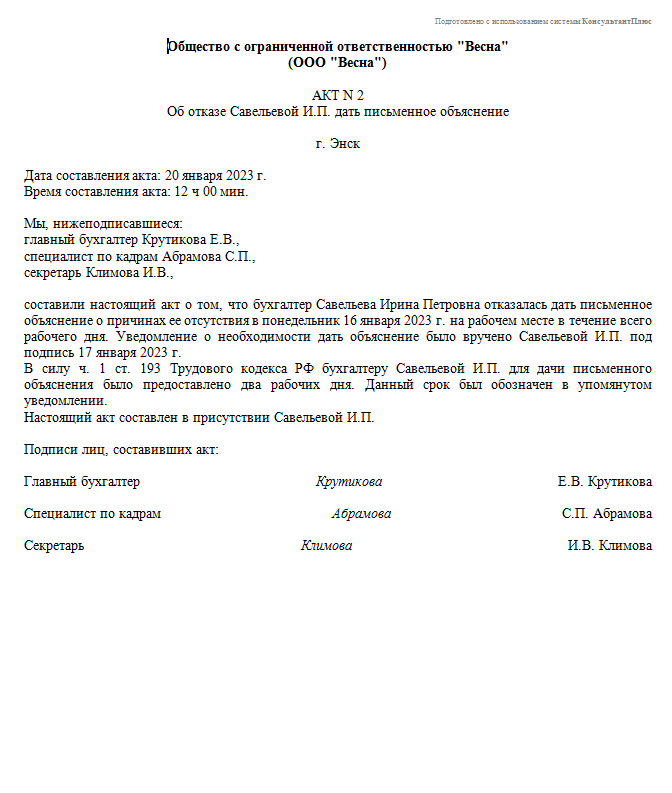 Подготовлено с использованием системы КонсультантПлюс
Общество с ограниченной ответственностью "Весна"
(ООО "Весна")
АКТ N 2
Об отказе Савельевой И.П. дать письменное объяснение
г. Энск
Дата составления акта: 20 января 2023 г.
Время составления акта: 12 ч 00 мин.
Мы, нижеподписавшиеся:
главный бухгалтер Крутикова Е.В.,
специалист по кадрам Абрамова С.П.,
секретарь Климова И.В.,
составили настоящий акт о том, что бухгалтер Савельева Ирина Петровна отказалась дать письменное
объяснение о причинах ее отсутствия в понедельник 16 января 2023 г. на рабочем месте в течение всего
рабочего дня. Уведомление о необходимости дать объяснение было вручено Савельевой И.П. под
подпись 17 января 2023 г.
В силу ч. 1 ст. 193 Трудового кодекса РФ бухгалтеру Савельевой И.П. для дачи письменного
объяснения было предоставлено два рабочих дня. Данный срок был обозначен в упомянутом
уведомлении.
Настоящий акт составлен в присутствии Савельевой И.П.
Подписи лиц, составивших акт:
Главный бухгалтер Крутикова Е.В. Крутикова
Специалист по кадрам Абрамова С.П. Абрамова
Секретарь Климова И.В. Климова